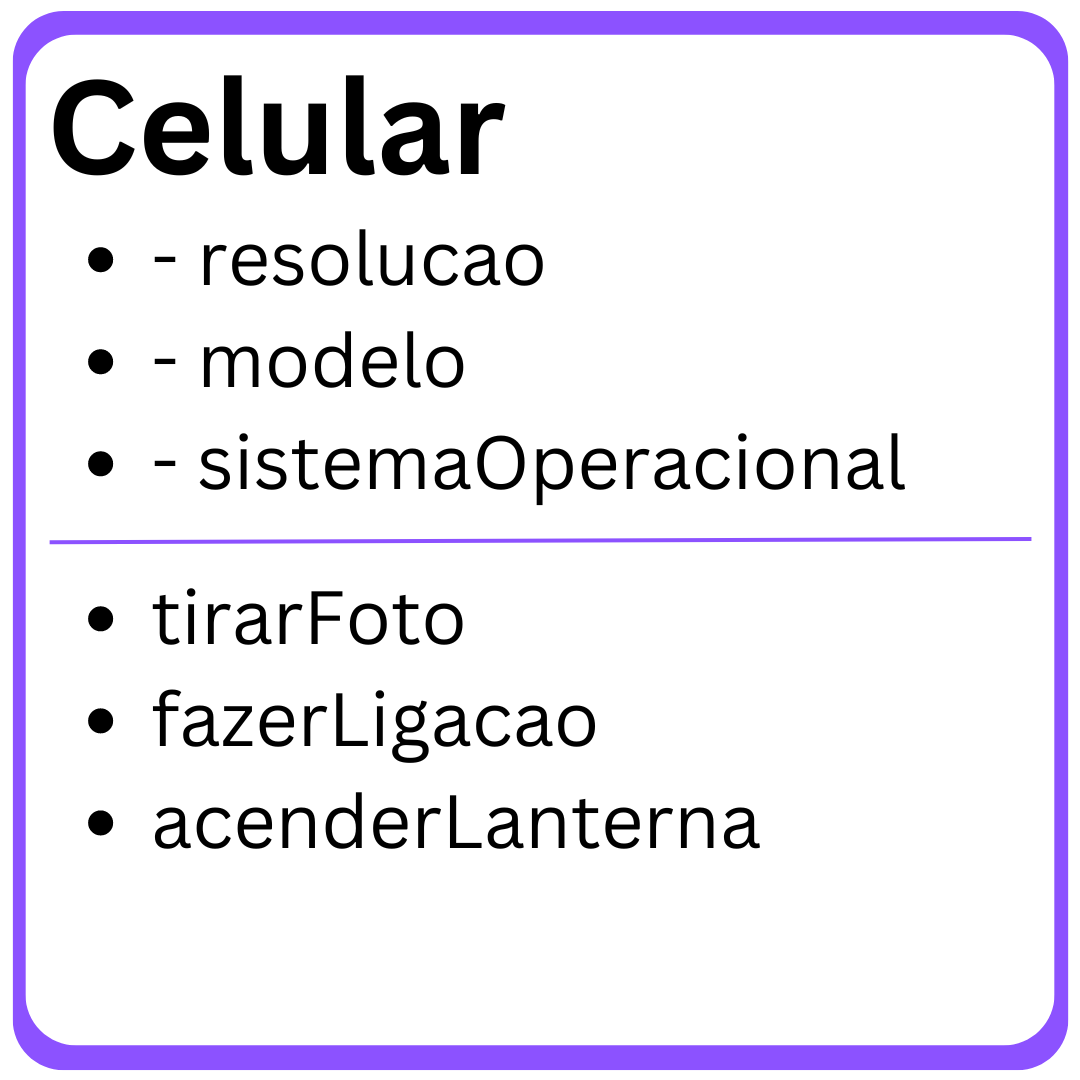 Celular
- resolucao
- modelo
- sistemaOperacional
tirarFoto
fazerLigacao
acenderLanterna